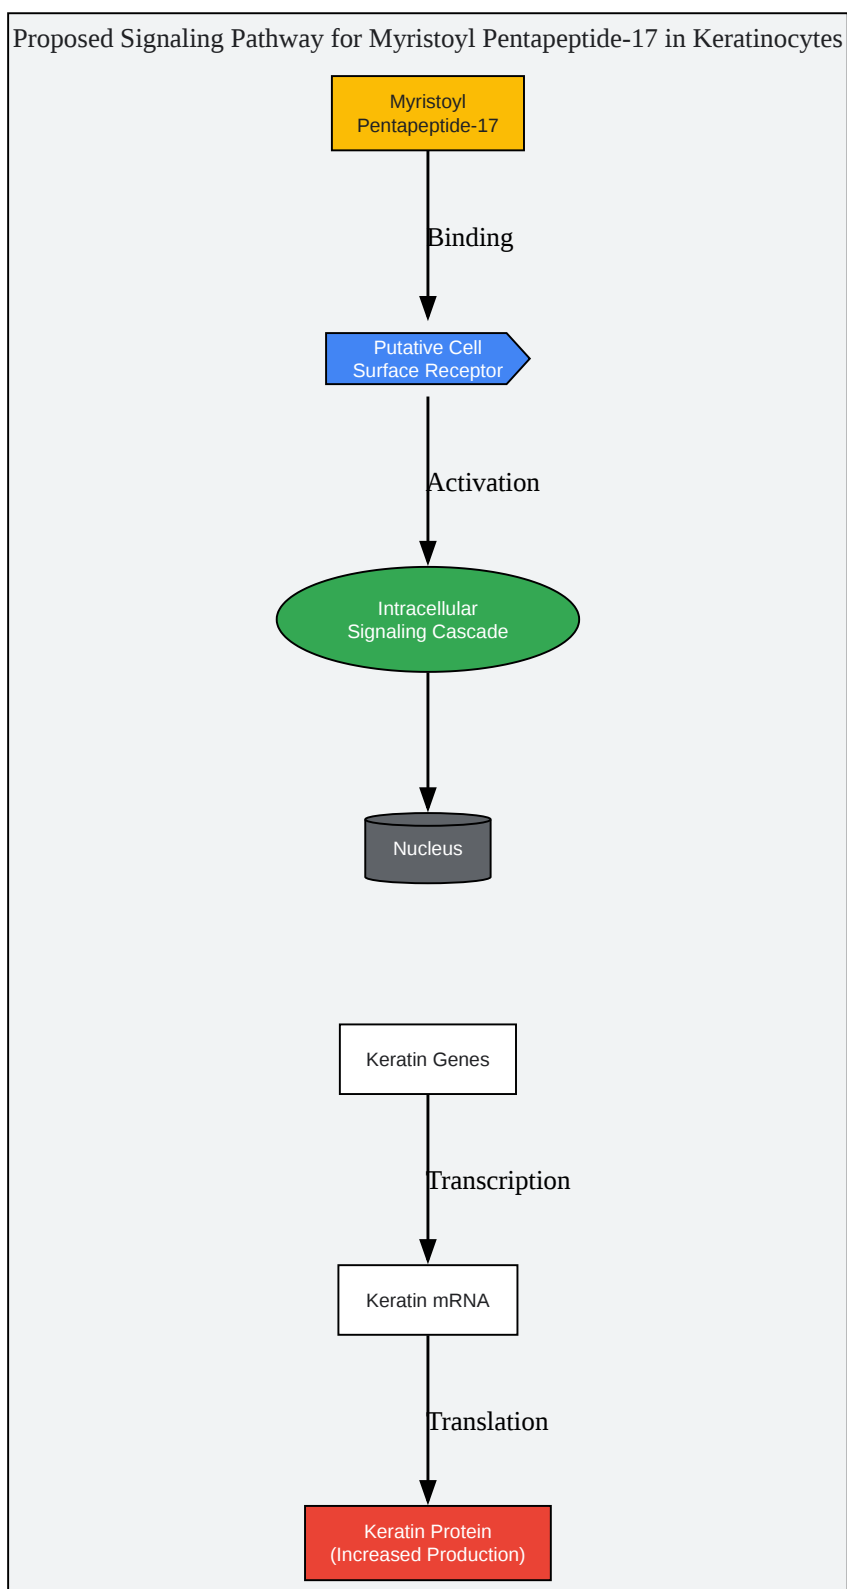 Proposed Signaling Pathway for Myristoyl Pentapeptide-17 in Keratinocytes
Myristoyl
Pentapeptide-17
Binding
Putative Cell
Surface Receptor
Activation
Intracellular
Signaling Cascade
Nucleus
Keratin Genes
Transcription
Keratin mRNA
Translation
Keratin Protein
(Increased Production)